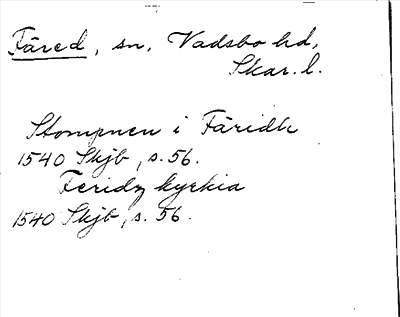 Färed, sn, Vadsbo hd,
Skar. l.
Stompnen i Färidh
1540 Skjb, s. 56.
Feridz kyrkia
1540 Skjb, s. 56.